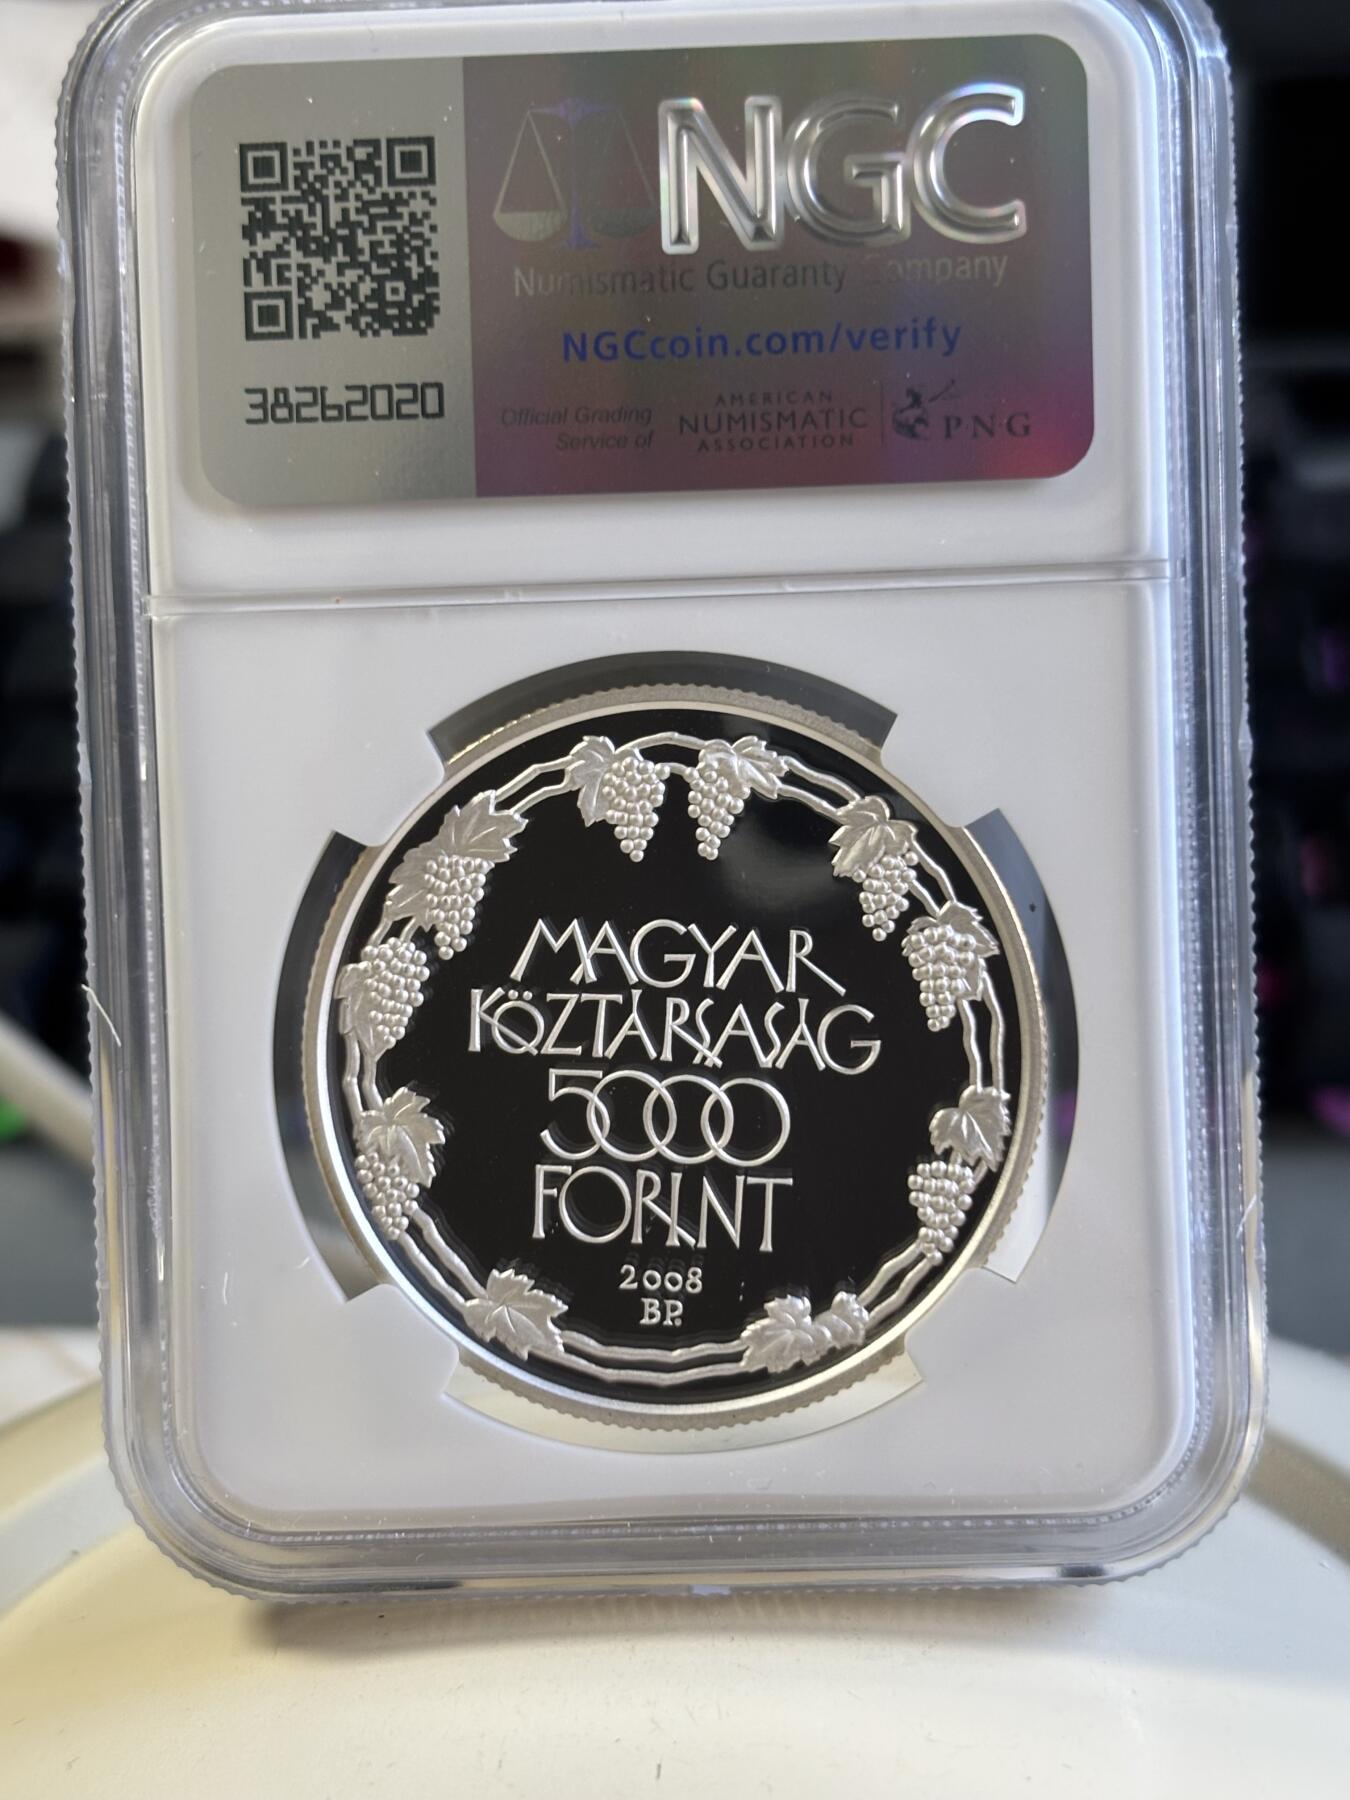 NGC
Numismatic Guaranty Company
NGCcoin.com/verify
38262020
Official Grading
Service of
AMERICAN
NUMISMATIC
ASSOCIATION
PNG
MAGYAR
KÖZTÁRSASÁG
5000
FORINT
2008
BP.